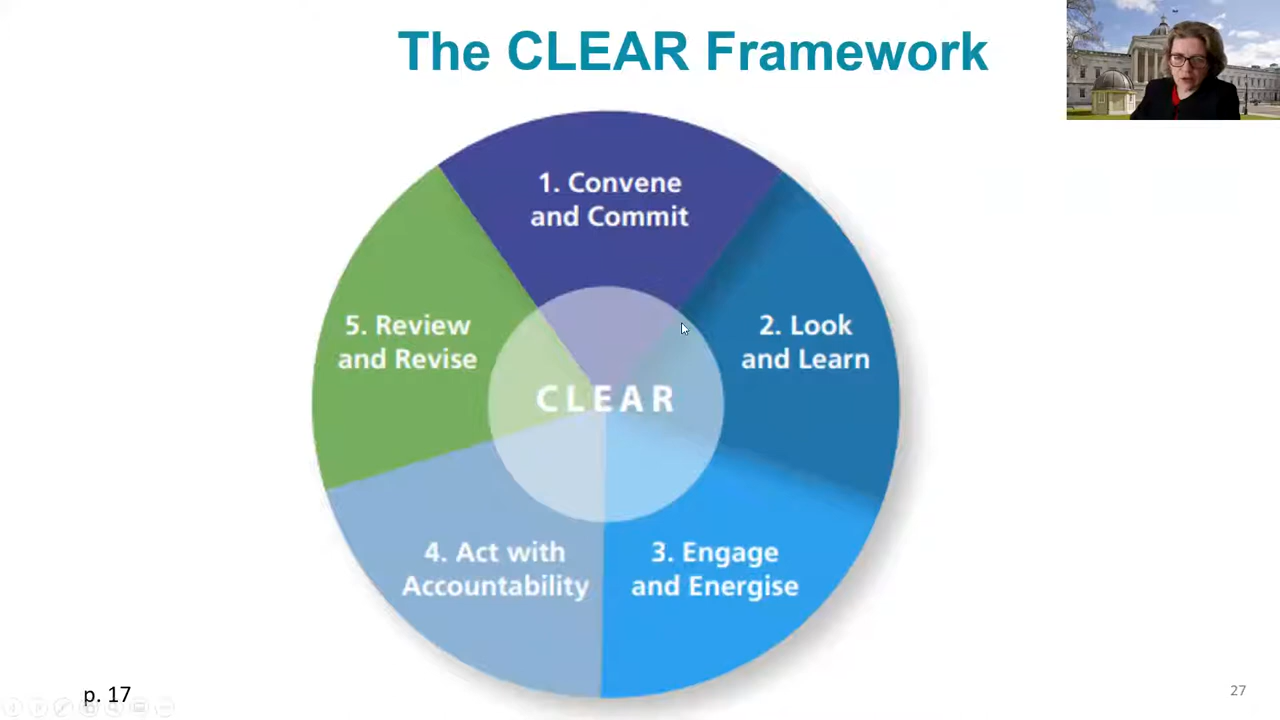 The CLEAR Framework
1. Convene
and Commit
2. Look
and Learn
3. Engage
and Energise
4. Act with
Accountability
5. Review
and Revise
CLEAR
p. 17
27